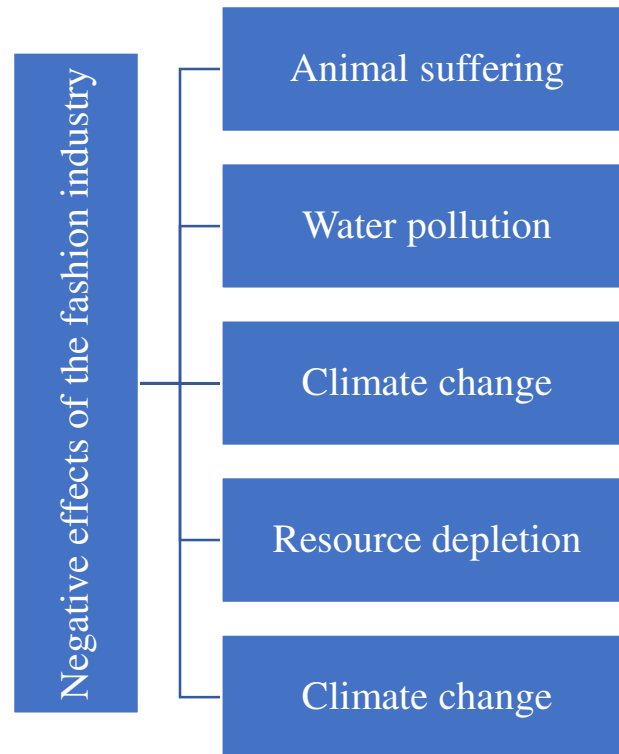 Negative effects of the fashion industry
Animal suffering
Water pollution
Climate change
Resource depletion
Climate change